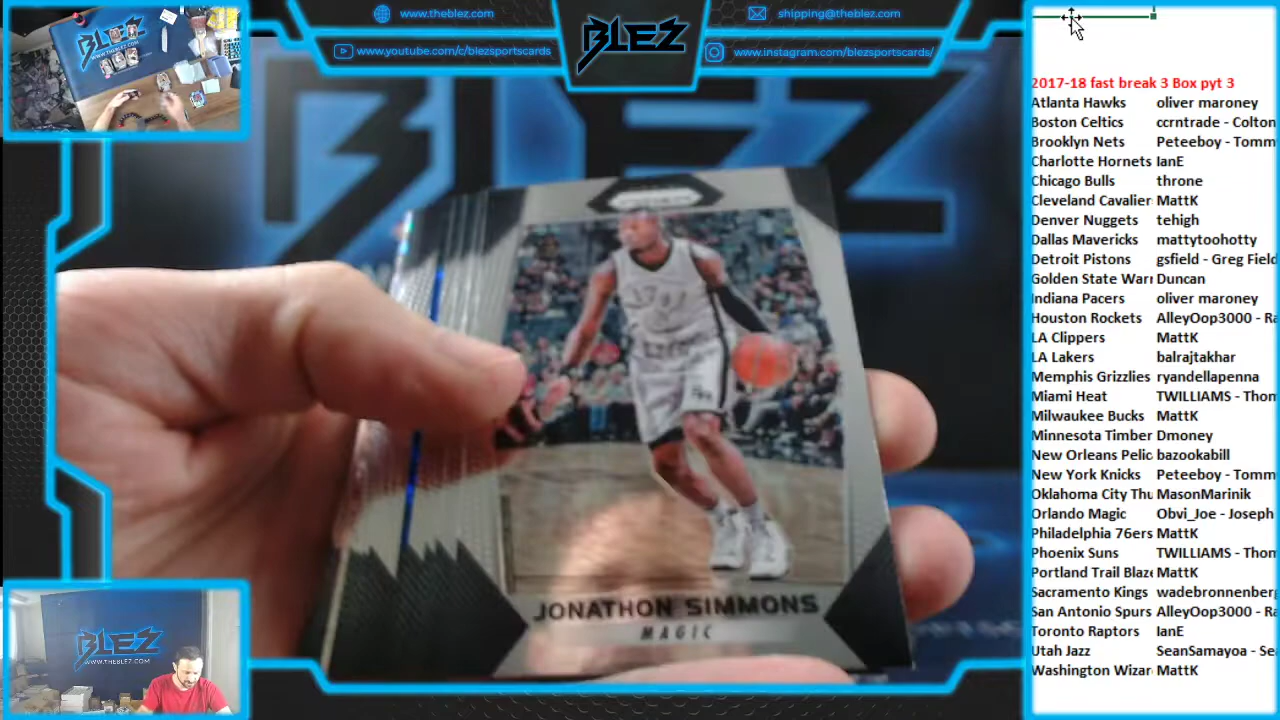 www.theblez.com
shipping@theblez.com
www.youtube.com/c/blezsportscards
www.instagram.com/blezsportscards/
BLEZ
BLEZ
WWW.THEBLEZ.COM
BLEZ
JONATHON SIMMONS
MAGIC
BLEZ
WWW.THEBLEZ.COM
2017-18 fast break 3 Box pyt 3
Atlanta Hawks oliver maroney
Boston Celtics ccrntrade - Colton
Brooklyn Nets Peteeboy - Tomm
Charlotte Hornets IanE
Chicago Bulls throne
Cleveland Cavalier MattK
Denver Nuggets tehigh
Dallas Mavericks mattytoohotty
Detroit Pistons gsfield - Greg Field
Golden State Warr Duncan
Indiana Pacers oliver maroney
Houston Rockets AlleyOop3000 - Ra
LA Clippers MattK
LA Lakers balrajtakhar
Memphis Grizzlies ryandellapenna
Miami Heat TWILLIAMS - Thom
Milwaukee Bucks MattK
Minnesota Timber Dmoney
New Orleans Pelic bazookabill
New York Knicks Peteeboy - Tomm
Oklahoma City Thu MasonMarinik
Orlando Magic Obvi_Joe - Joseph
Philadelphia 76ers MattK
Phoenix Suns TWILLIAMS - Thom
Portland Trail Blaze MattK
Sacramento Kings wadebronnenberg
San Antonio Spurs AlleyOop3000 - Ra
Toronto Raptors IanE
Utah Jazz SeanSamayoa - Sea
Washington Wizar MattK